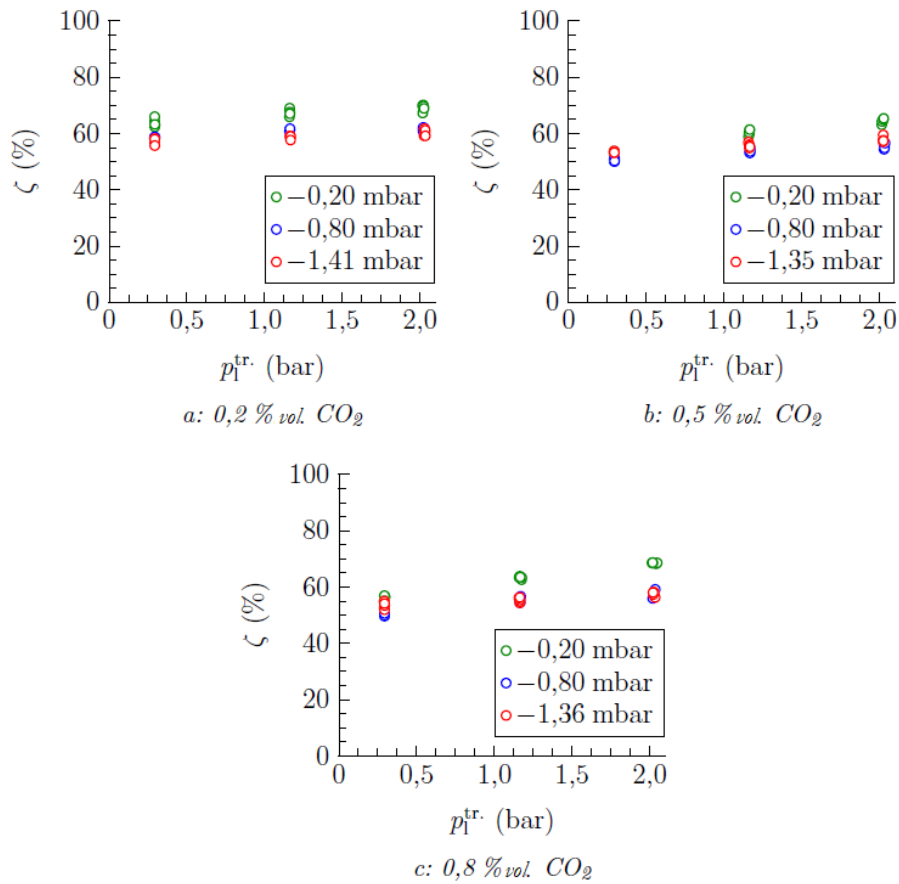 100
80
60
40
20
0
ζ (%)
0 0,5 1,0 1,5 2,0
p_l^tr. (bar)
−0,20 mbar
−0,80 mbar
−1,41 mbar
a: 0,2 % vol. CO₂
100
80
60
40
20
0
ζ (%)
0 0,5 1,0 1,5 2,0
p_l^tr. (bar)
−0,20 mbar
−0,80 mbar
−1,35 mbar
b: 0,5 % vol. CO₂
100
80
60
40
20
0
ζ (%)
0 0,5 1,0 1,5 2,0
p_l^tr. (bar)
−0,20 mbar
−0,80 mbar
−1,36 mbar
c: 0,8 % vol. CO₂